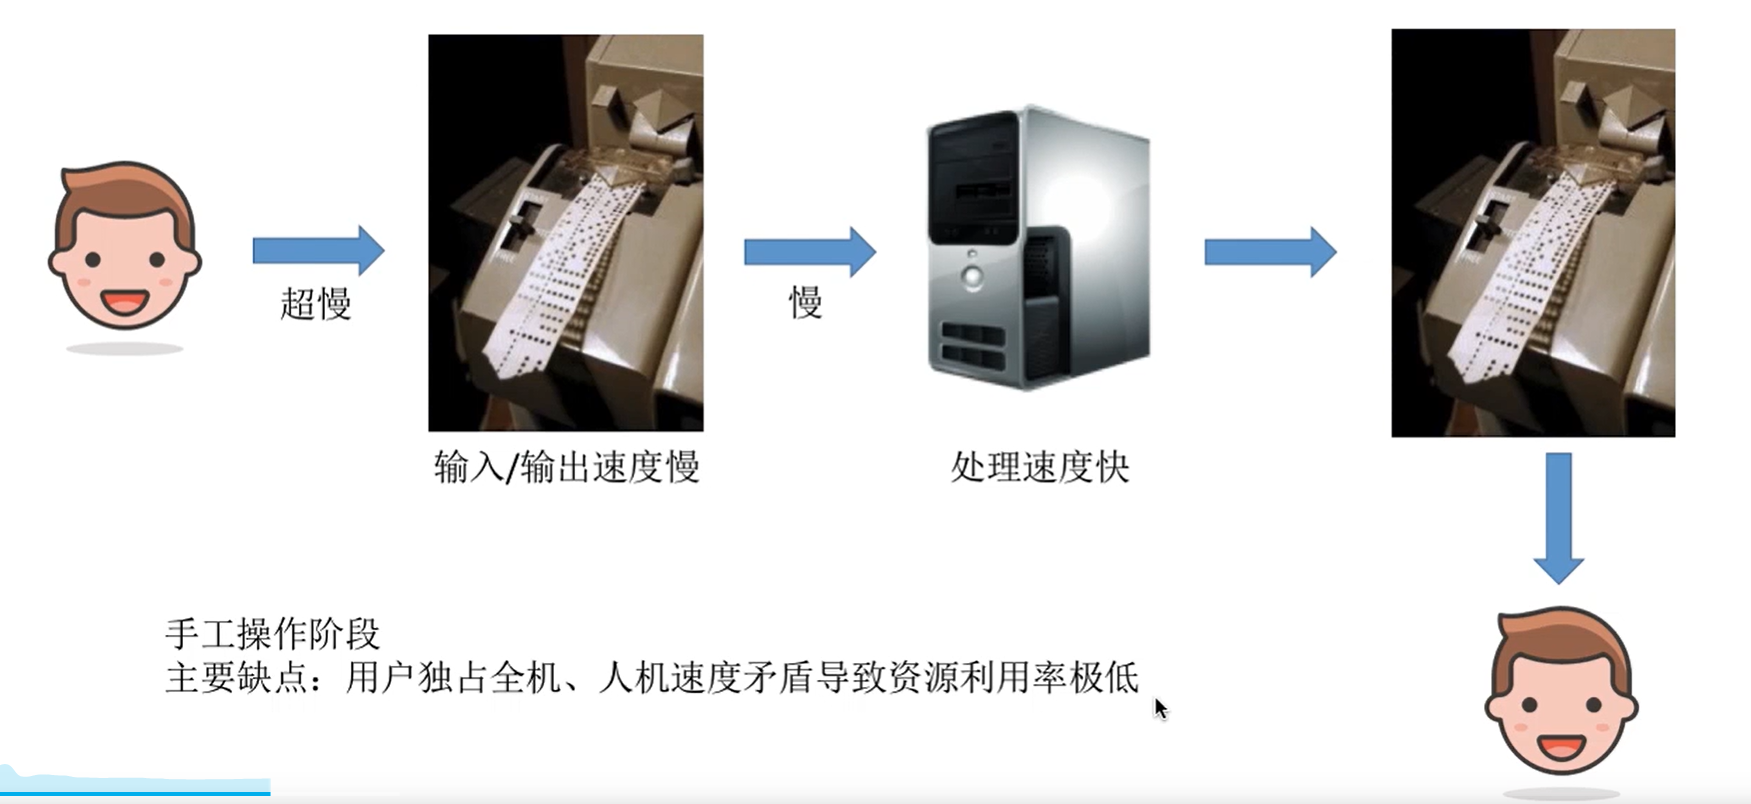 超慢
慢
输入/输出速度慢
处理速度快
手工操作阶段
主要缺点：用户独占全机、人机速度矛盾导致资源利用率极低